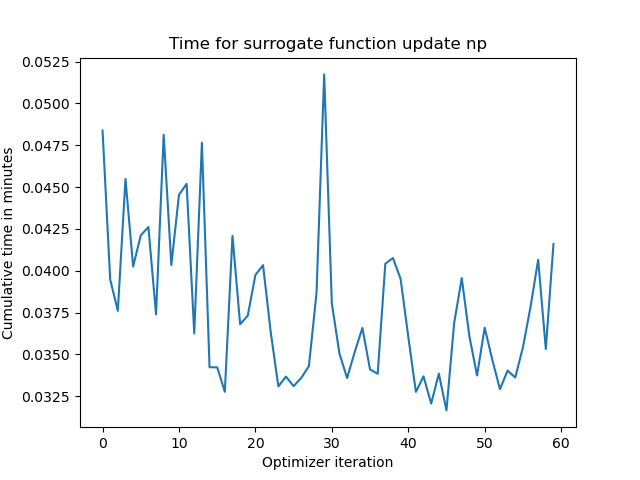 Time for surrogate function update np
0.0525
0.0500
0.0475
0.0450
0.0425
0.0400
0.0375
0.0350
0.0325
Cumulative time in minutes
0 10 20 30 40 50 60
Optimizer iteration